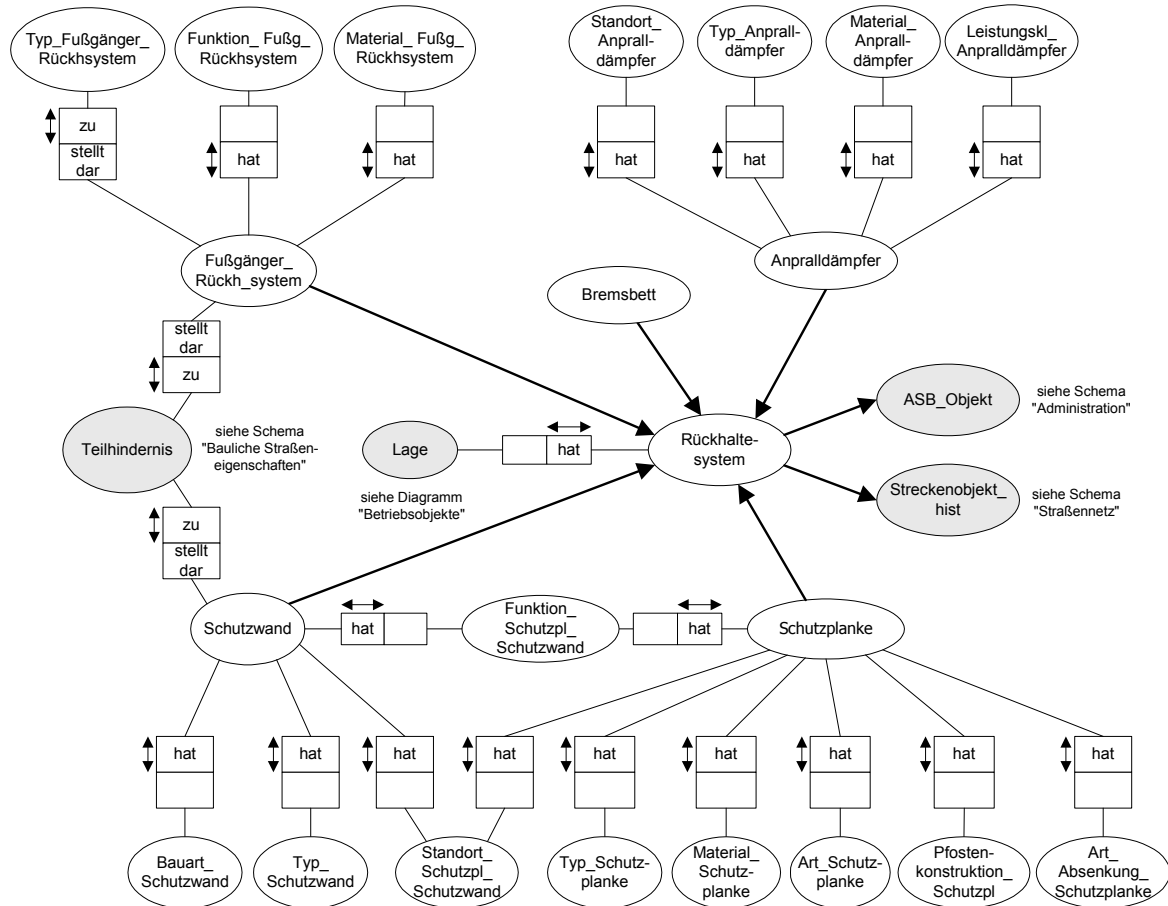 Typ_Fußgänger_
Rückhsystem
Funktion_ Fußg_
Rückhsystem
Material_ Fußg_
Rückhsystem
Standort_
Anprall-
dämpfer
Typ_Anprall-
dämpfer
Material_
Anprall-
dämpfer
Leistungskl_
Anpralldämpfer
zu
stellt
dar
hat
hat
hat
hat
hat
hat
Fußgänger_
Rückh_system
Anpralldämpfer
Bremsbett
stellt
dar
zu
Teilhindernis
siehe Schema
"Bauliche Straßen-
eigenschaften"
Lage
siehe Diagramm
"Betriebsobjekte"
hat
Rückhalte-
system
ASB_Objekt
siehe Schema
"Administration"
Streckenobjekt_
hist
siehe Schema
"Straßennetz"
zu
stellt
dar
Schutzwand
hat
Funktion_
Schutzpl_
Schutzwand
hat
Schutzplanke
hat
hat
hat
hat
hat
hat
hat
hat
hat
Bauart_
Schutzwand
Typ_
Schutzwand
Standort_
Schutzpl_
Schutzwand
Typ_Schutz-
planke
Material_
Schutz-
planke
Art_Schutz-
planke
Pfosten-
konstruktion_
Schutzpl
Art_
Absenkung_
Schutzplanke